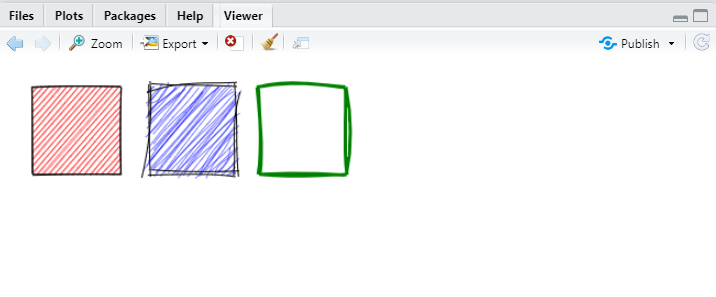 Files Plots Packages Help Viewer
Zoom Export Publish